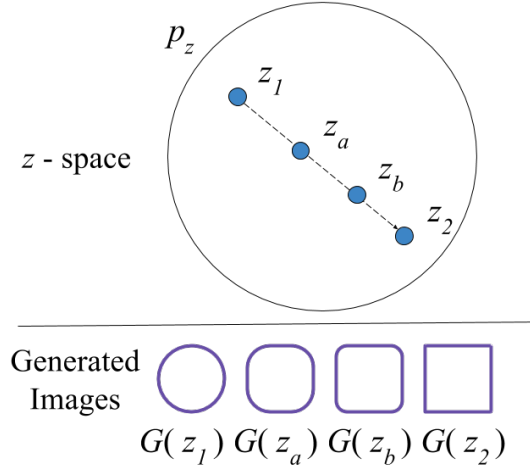 p_z
z_1
z_a
z - space
z_b
z_2
Generated
Images
G( z_1 ) G( z_a ) G( z_b ) G( z_2 )